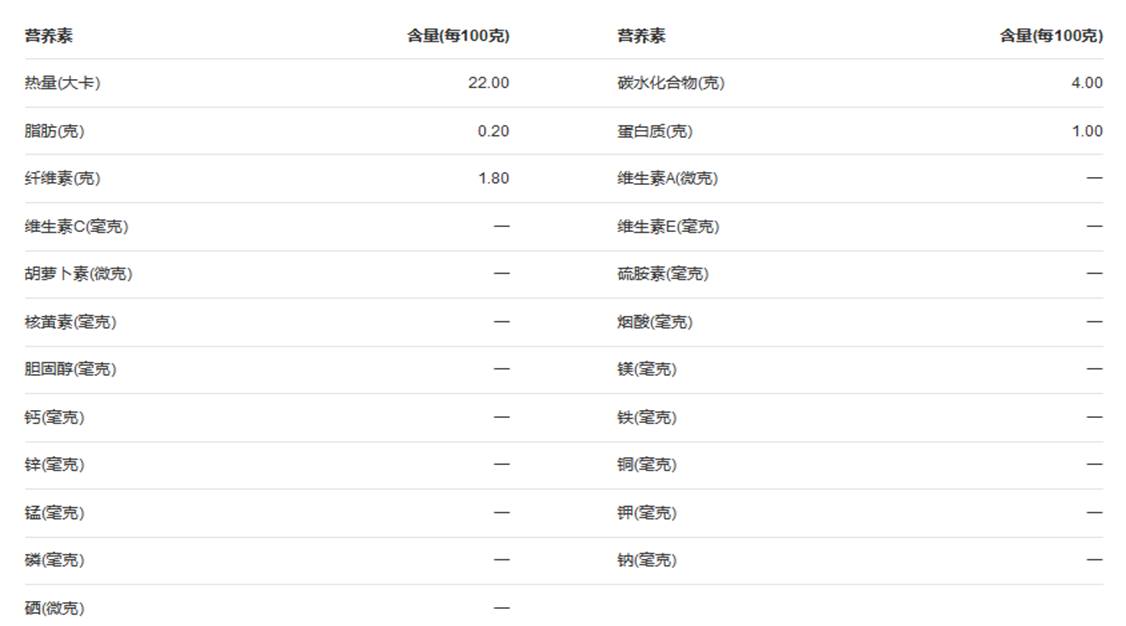 营养素 含量(每100克) 营养素 含量(每100克)
热量(大卡) 22.00 碳水化合物(克) 4.00
脂肪(克) 0.20 蛋白质(克) 1.00
纤维素(克) 1.80 维生素A(微克) —
维生素C(毫克) — 维生素E(毫克) —
胡萝卜素(微克) — 硫胺素(毫克) —
核黄素(毫克) — 烟酸(毫克) —
胆固醇(毫克) — 镁(毫克) —
钙(毫克) — 铁(毫克) —
锌(毫克) — 铜(毫克) —
锰(毫克) — 钾(毫克) —
磷(毫克) — 钠(毫克) —
硒(微克) —